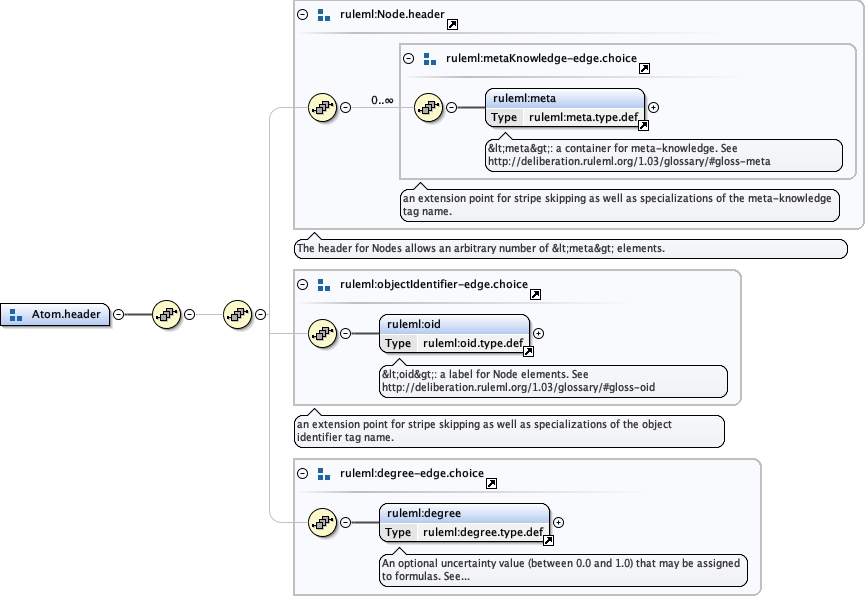 ruleml:Node.header
ruleml:metaKnowledge-edge.choice
0..∞
ruleml:meta
Type ruleml:meta.type.def
&lt;meta&gt;: a container for meta-knowledge. See
http://deliberation.ruleml.org/1.03/glossary/#gloss-meta
an extension point for stripe skipping as well as specializations of the meta-knowledge
tag name.
The header for Nodes allows an arbitrary number of &lt;meta&gt; elements.
Atom.header
ruleml:objectIdentifier-edge.choice
ruleml:oid
Type ruleml:oid.type.def
&lt;oid&gt;: a label for Node elements. See
http://deliberation.ruleml.org/1.03/glossary/#gloss-oid
an extension point for stripe skipping as well as specializations of the object
identifier tag name.
ruleml:degree-edge.choice
ruleml:degree
Type ruleml:degree.type.def
An optional uncertainty value (between 0.0 and 1.0) that may be assigned
to formulas. See...